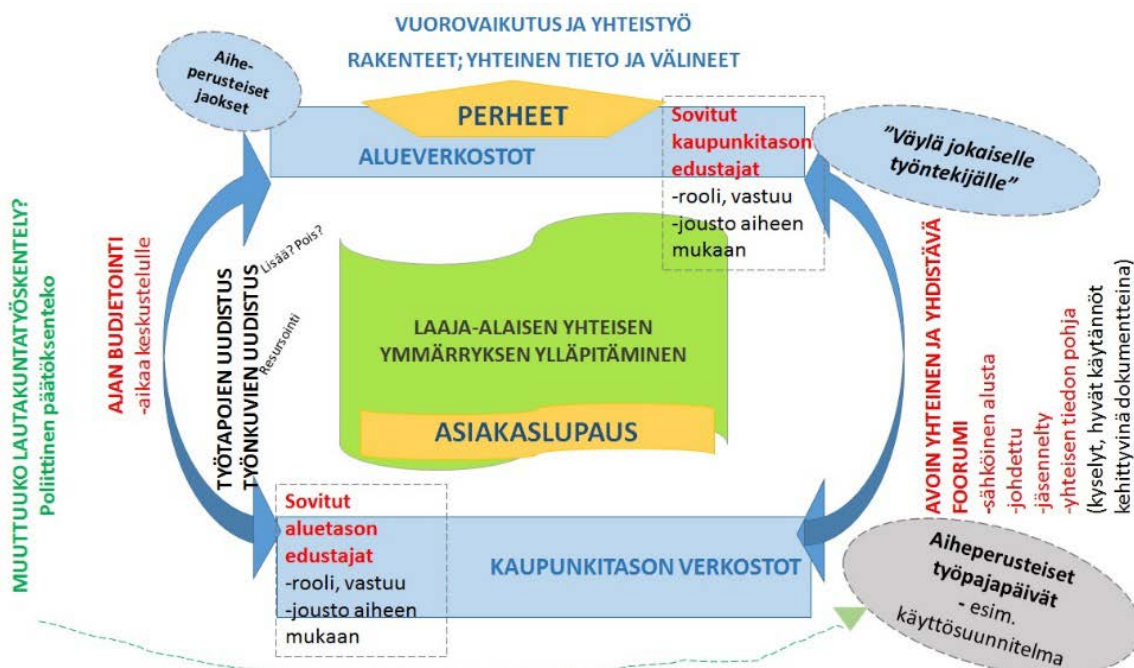 VUOROVAIKUTUS JA YHTEISTYÖ
RAKENTEET; YHTEINEN TIETO JA VÄLINEET
Aihe-
perusteiset
jaokset
PERHEET
ALUEVERKOSTOT
Sovitut
kaupunkitason
edustajat
-rooli, vastuu
-jousto aiheen
mukaan
”Väylä jokaiselle
työntekijälle”
MUUTTUUKO LAUTAKUNTATYÖSKENTELY?
Poliittinen päätöksenteko
AJAN BUDJETOINTI
-aikaa keskustelulle
TYÖTAPOJEN UUDISTUS
TYÖNKUVIEN UUDISTUS
Lisää? Pois?
Resursointi
LAAJA-ALAISEN YHTEISEN
YMMÄRRYKSEN YLLÄPITÄMINEN
ASIAKASLUPAUS
AVOIN YHTEINEN JA YHDISTÄVÄ
FOORUMI
-sähköinen alusta
-johdettu
-jäsennelty
-yhteisen tiedon pohja
(kyselyt, hyvät käytännöt
kehittyvinä dokumentteina)
Sovitut
aluetason
edustajat
-rooli, vastuu
-jousto aiheen
mukaan
KAUPUNKITASON VERKOSTOT
Aiheperusteiset
työpajapäivät
- esim.
käyttösuunnitelma